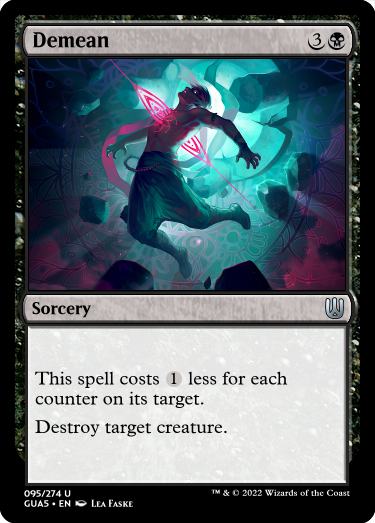 Demean 3
Sorcery
This spell costs 1 less for each
counter on its target.
Destroy target creature.
095/274 U
GUA5 • EN Lea Faske
™ & © 2022 Wizards of the Coast